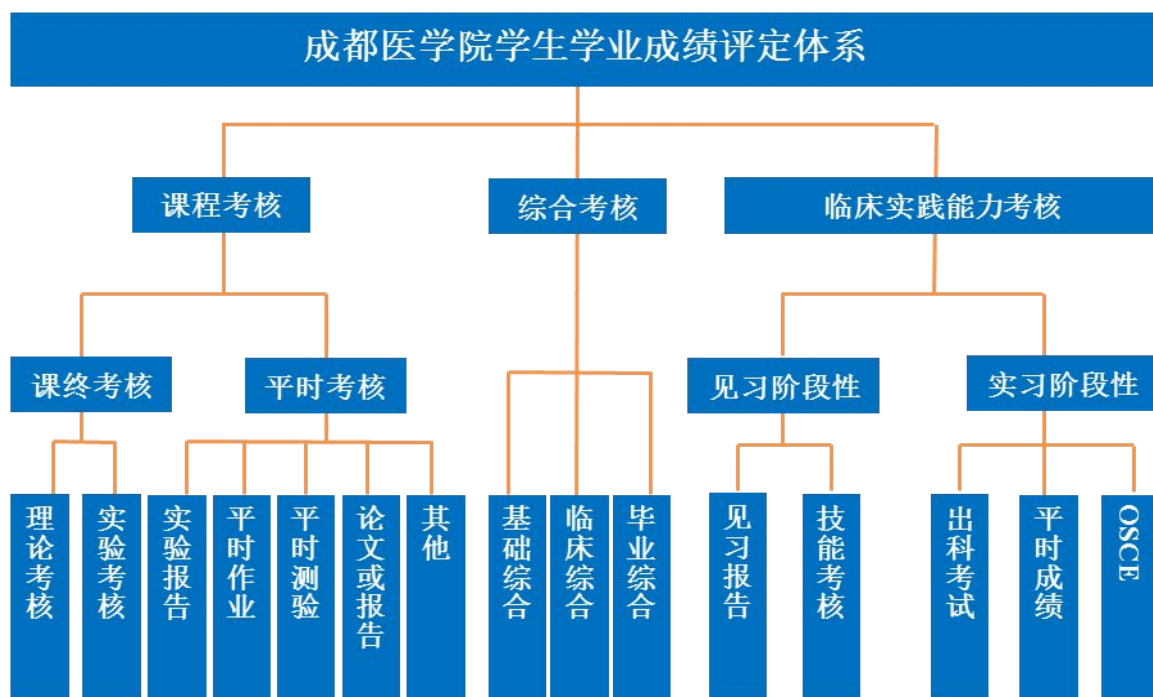 成都医学院学生学业成绩评定体系
课程考核
综合考核
临床实践能力考核
课终考核
平时考核
见习阶段性
实习阶段性
理论考核
实验考核
实验报告
平时作业
平时测验
论文或报告
其他
基础综合
临床综合
毕业综合
见习报告
技能考核
出科考试
平时成绩
OSCE